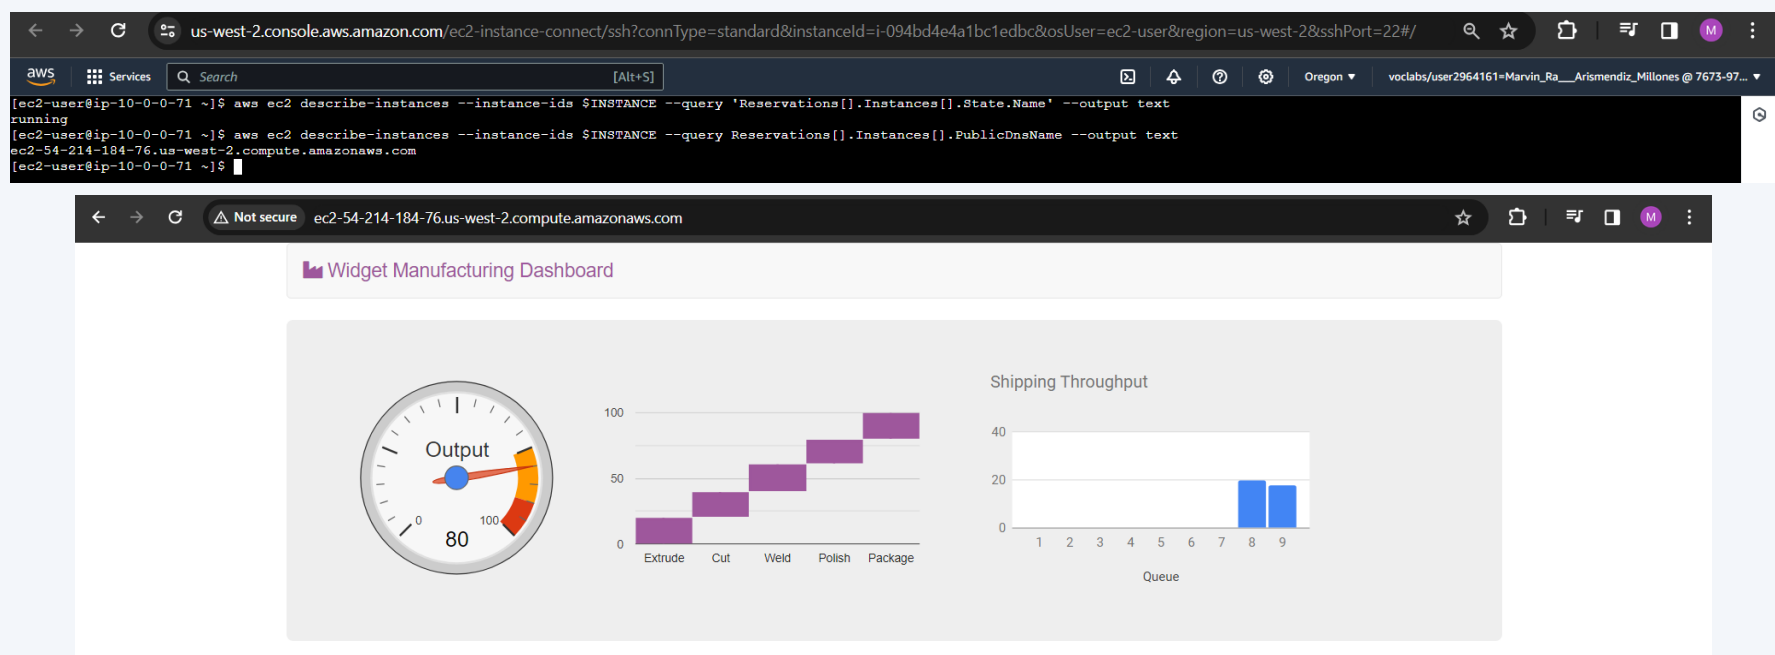 us-west-2.console.aws.amazon.com/ec2-instance-connect/ssh?connType=standard&instanceId=i-094bd4e4a1bc1edbc&osUser=ec2-user&region=us-west-2&sshPort=22#/
M
aws
Services
Search
[Alt+S]
Oregon
voclabs/user2964161=Marvin_Ra___Arismendiz_Millones @ 7673-97...
[ec2-user@ip-10-0-0-71 ~]$ aws ec2 describe-instances --instance-ids $INSTANCE --query 'Reservations[].Instances[].State.Name' --output text
running
[ec2-user@ip-10-0-0-71 ~]$ aws ec2 describe-instances --instance-ids $INSTANCE --query Reservations[].Instances[].PublicDnsName --output text
ec2-54-214-184-76.us-west-2.compute.amazonaws.com
[ec2-user@ip-10-0-0-71 ~]$
Not secure
ec2-54-214-184-76.us-west-2.compute.amazonaws.com
M
Widget Manufacturing Dashboard
Output
0
100
80
100
50
0
Extrude Cut Weld Polish Package
Shipping Throughput
40
20
0
1 2 3 4 5 6 7 8 9
Queue